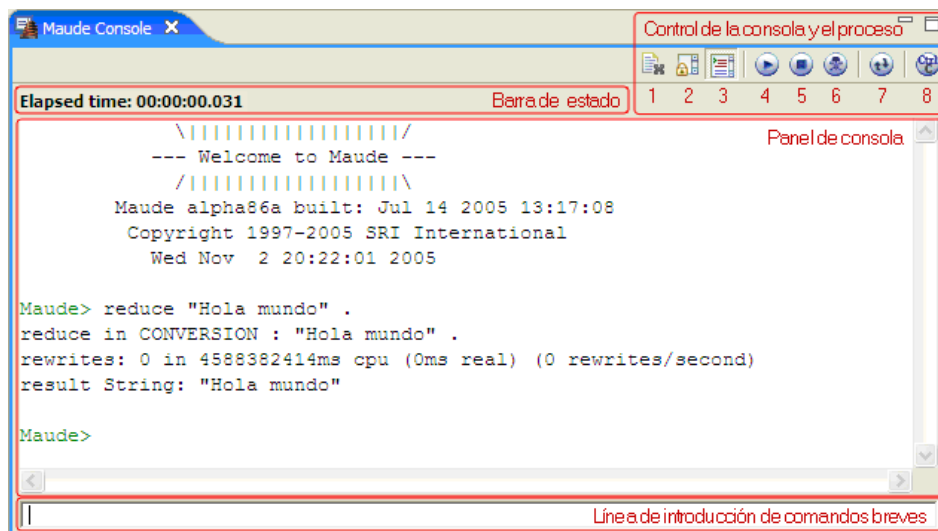 Maude Console
Control de la consola y el proceso
1 2 3 4 5 6 7 8
Elapsed time: 00:00:00.031
Barra de estado
Panel de consola
\||||||||||||||||||/
--- Welcome to Maude ---
/||||||||||||||||||\
Maude alpha86a built: Jul 14 2005 13:17:08
Copyright 1997-2005 SRI International
Wed Nov  2 20:22:01 2005
Maude> reduce "Hola mundo" .
reduce in CONVERSION : "Hola mundo" .
rewrites: 0 in 4588382414ms cpu (0ms real) (0 rewrites/second)
result String: "Hola mundo"
Maude>
Línea de introducción de comandos breves